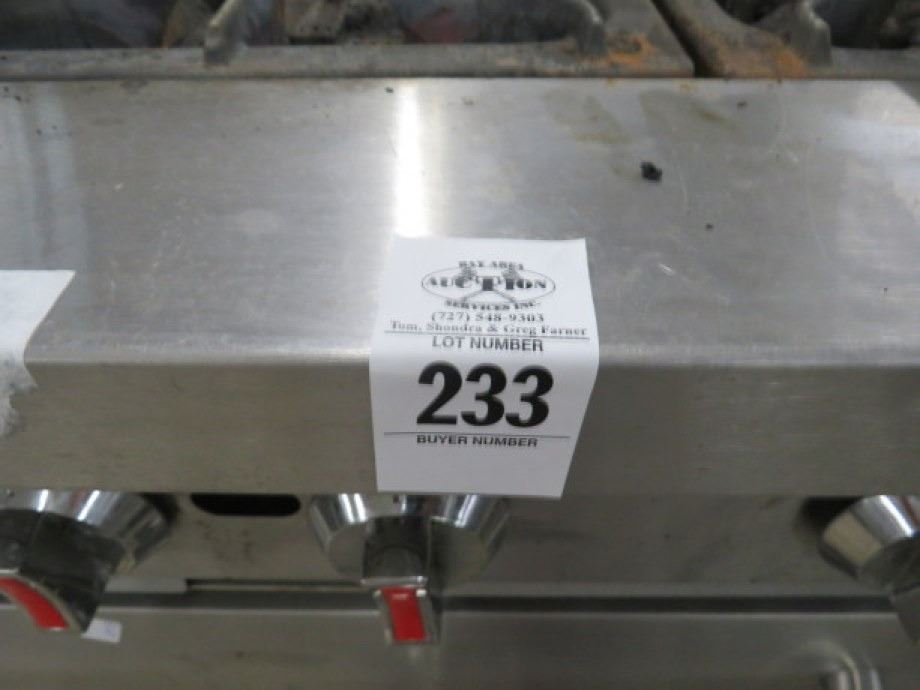 BAY AREA
AUCTION
SERVICES INC.
(727) 548-9303
Tom, Shondra & Greg Farner
LOT NUMBER
233
BUYER NUMBER